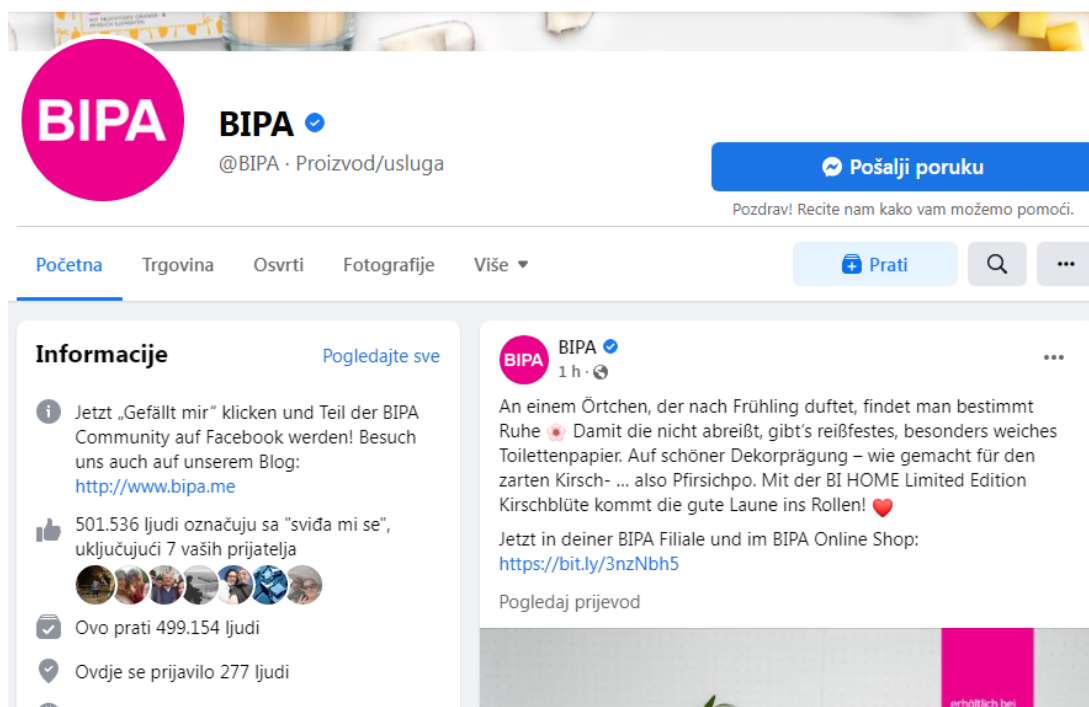 MIT FRUCHTIGEN ORANGE- &
PFIRSICH-ELEMENTEN
BIPA
BIPA
@BIPA · Proizvod/usluga
Pošalji poruku
Pozdrav! Recite nam kako vam možemo pomoći.
Početna Trgovina Osvrti Fotografije Više
Prati
Informacije Pogledajte sve
Jetzt „Gefällt mir“ klicken und Teil der BIPA
Community auf Facebook werden! Besuch
uns auch auf unserem Blog:
http://www.bipa.me
501.536 ljudi označuju sa "sviđa mi se",
uključujući 7 vaših prijatelja
Ovo prati 499.154 ljudi
Ovdje se prijavilo 277 ljudi
BIPA
BIPA
1 h ·
An einem Örtchen, der nach Frühling duftet, findet man bestimmt
Ruhe 🌸 Damit die nicht abreißt, gibt’s reißfestes, besonders weiches
Toilettenpapier. Auf schöner Dekorprägung – wie gemacht für den
zarten Kirsch- ... also Pfirsichpo. Mit der BI HOME Limited Edition
Kirschblüte kommt die gute Laune ins Rollen! ❤️
Jetzt in deiner BIPA Filiale und im BIPA Online Shop:
https://bit.ly/3nzNbh5
Pogledaj prijevod
erhältlich bei